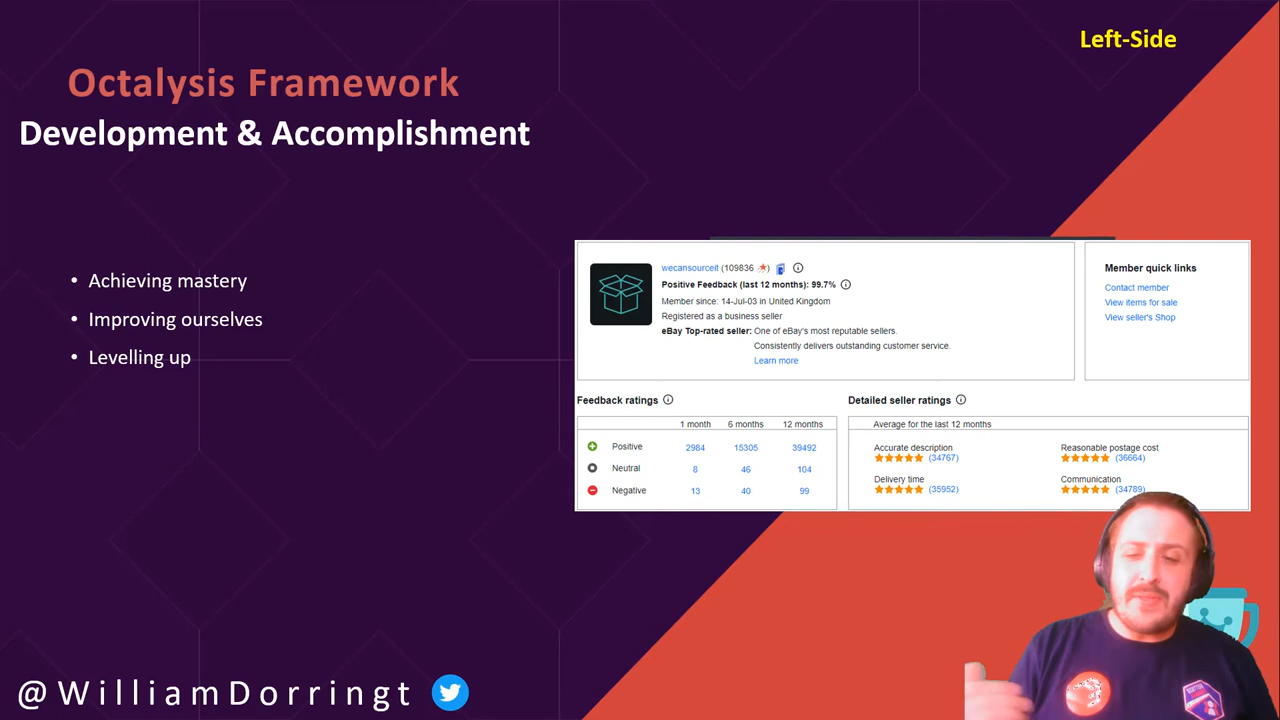 Left-Side
Octalysis Framework
Development & Accomplishment
• Achieving mastery
• Improving ourselves
• Levelling up
wecansourceit (109836)
Positive Feedback (last 12 months): 99.7%
Member since: 14-Jul-03 in United Kingdom
Registered as a business seller
eBay Top-rated seller: One of eBay's most reputable sellers.
Consistently delivers outstanding customer service.
Learn more
Member quick links
Contact member
View items for sale
View seller's Shop
Feedback ratings
1 month 6 months 12 months
Positive 2984 15305 39492
Neutral 8 46 104
Negative 13 40 99
Detailed seller ratings
Average for the last 12 months
Accurate description Reasonable postage cost
(34767) (36664)
Delivery time Communication
(35952) (34789)
@WilliamDorringt